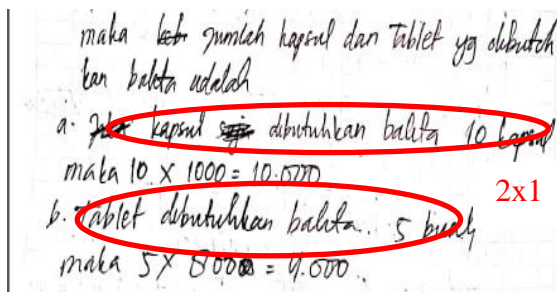 maka jumlah kapsul dan Tablet yg dibutuh
kan balita adalah
a. kapsul dibutuhkan balita 10 kapsul
maka 10 x 1000 = 10.000
2x1
b. Tablet dibutuhkan balita.. 5 buah
maka 5 x 8000 = 4.000